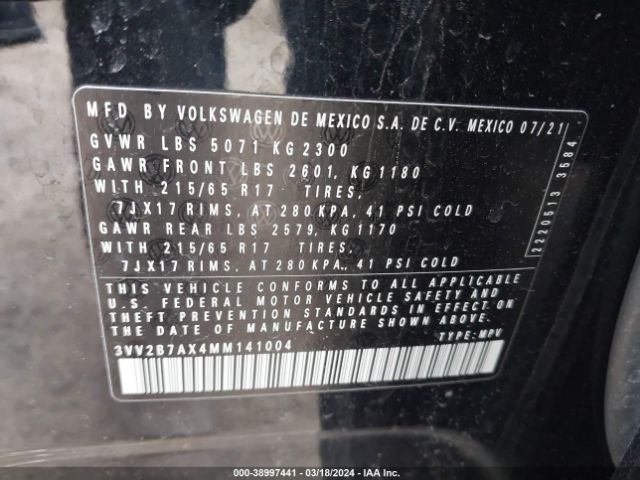 MFD. BY VOLKSWAGEN DE MEXICO S.A. DE C.V. MEXICO 07/21
GVWR LBS 5071 KG 2300
GAWR FRONT LBS 2601, KG 1180
WITH 215/65 R17 TIRES,
7JX17 RIMS, AT 280 KPA, 41 PSI COLD
GAWR REAR LBS 2579, KG 1170
WITH 215/65 R17 TIRES,
7JX17 RIMS, AT 280 KPA, 41 PSI COLD
THIS VEHICLE CONFORMS TO ALL APPLICABLE
U.S. FEDERAL MOTOR VEHICLE SAFETY AND
THEFT PREVENTION STANDARDS IN EFFECT ON
THE DATE OF MANUFACTURE SHOWN ABOVE
3VV2B7AX4MM141004 TYPE: MPV
2220513 3584
000-38997441 - 03/18/2024 - IAA Inc.